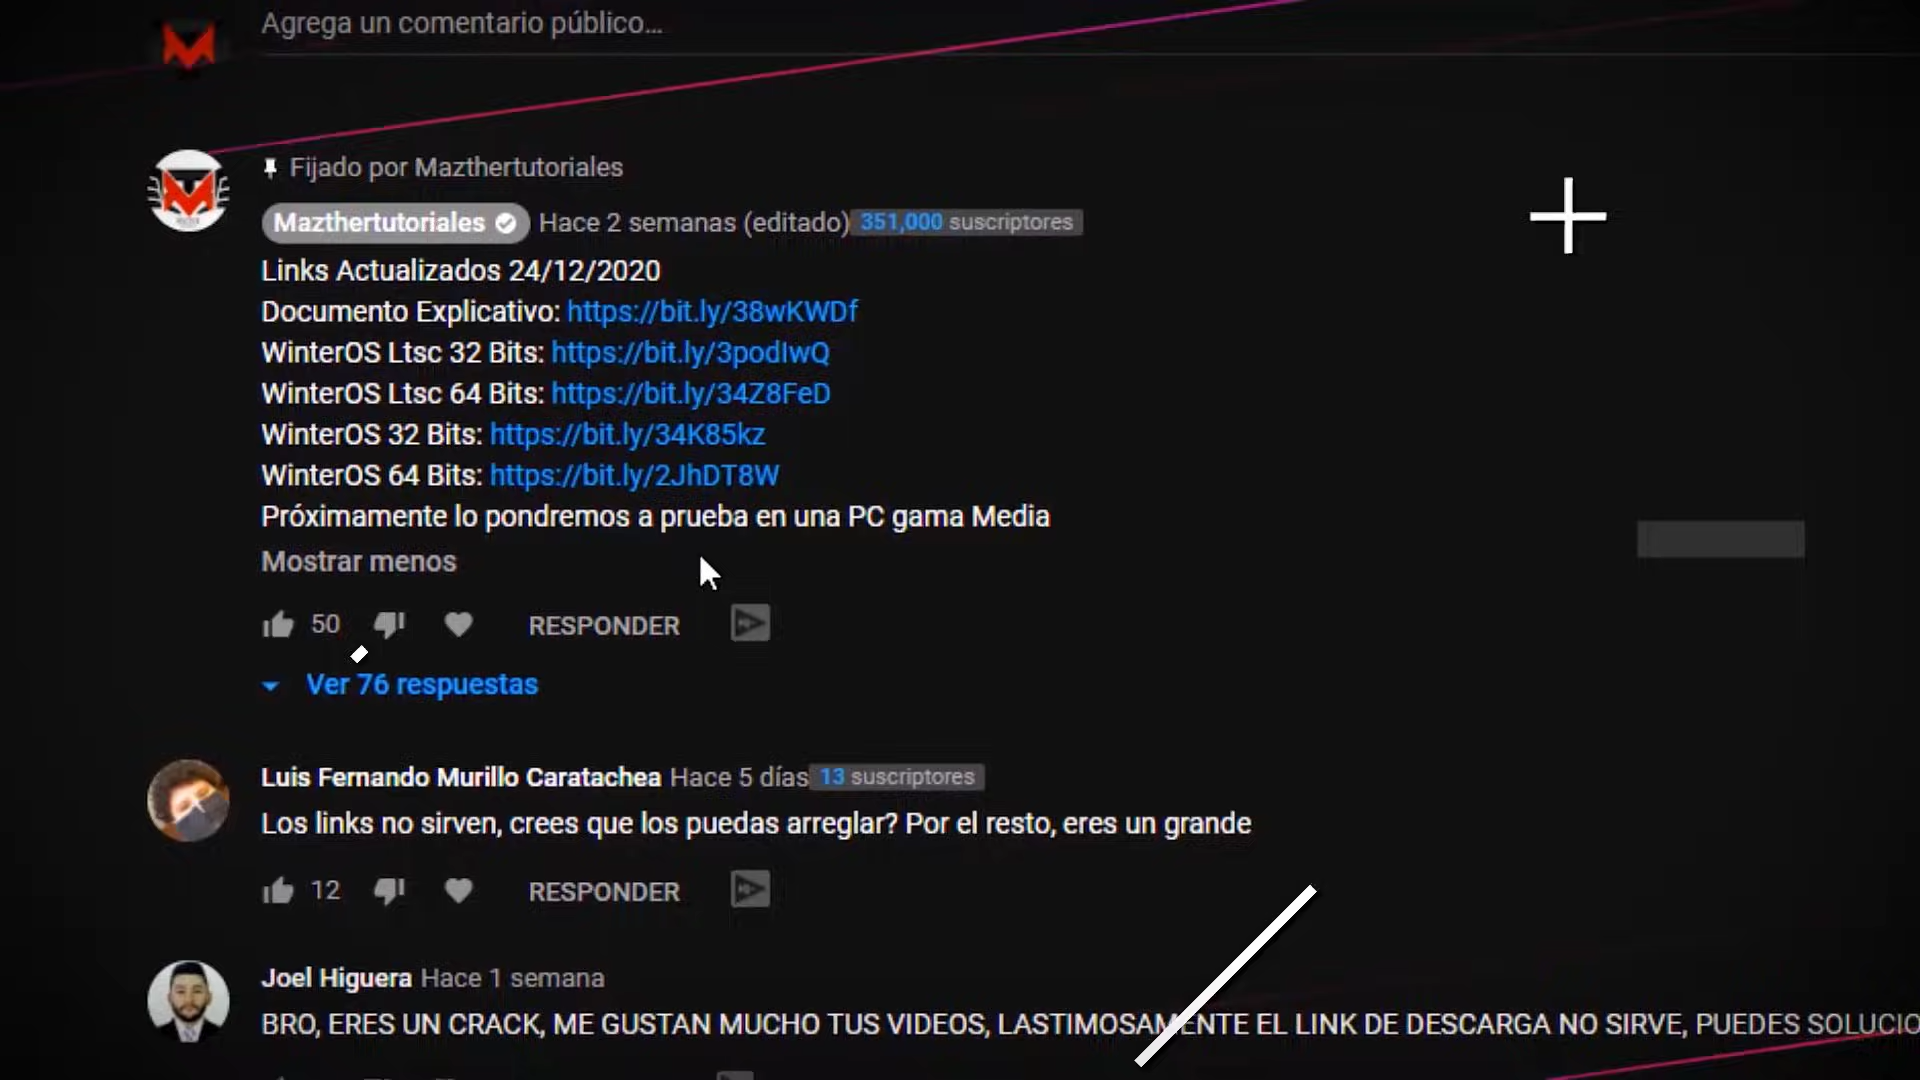 Agrega un comentario público...
Fijado por Mazthertutoriales
Mazthertutoriales Hace 2 semanas (editado) 351,000 suscriptores
Links Actualizados 24/12/2020
Documento Explicativo: https://bit.ly/38wKWDf
WinterOS Ltsc 32 Bits: https://bit.ly/3podIwQ
WinterOS Ltsc 64 Bits: https://bit.ly/34Z8FeD
WinterOS 32 Bits: https://bit.ly/34K85kz
WinterOS 64 Bits: https://bit.ly/2JhDT8W
Próximamente lo pondremos a prueba en una PC gama Media
Mostrar menos
50 RESPONDER
Ver 76 respuestas
Luis Fernando Murillo Caratachea Hace 5 días 13 suscriptores
Los links no sirven, crees que los puedas arreglar? Por el resto, eres un grande
12 RESPONDER
Joel Higuera Hace 1 semana
BRO, ERES UN CRACK, ME GUSTAN MUCHO TUS VIDEOS, LASTIMOSAMENTE EL LINK DE DESCARGA NO SIRVE, PUEDES SOLUCIO